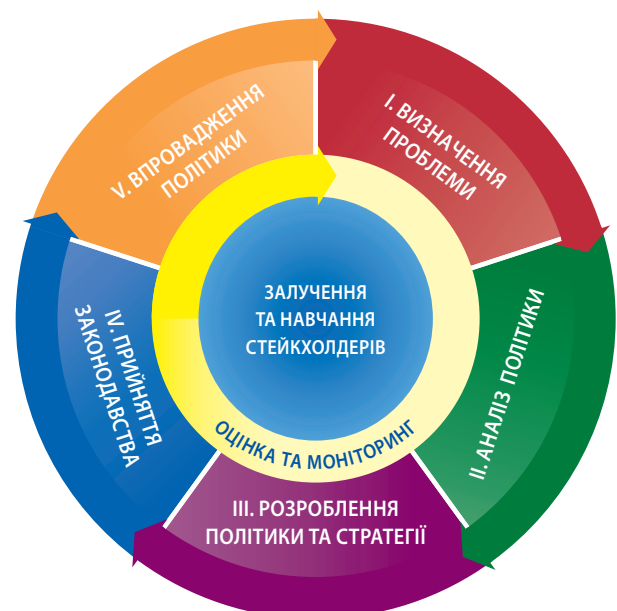 I. ВИЗНАЧЕННЯ
ПРОБЛЕМИ
II. АНАЛІЗ ПОЛІТИКИ
III. РОЗРОБЛЕННЯ
ПОЛІТИКИ ТА СТРАТЕГІЇ
IV. ПРИЙНЯТТЯ
ЗАКОНОДАВСТВА
V. ВПРОВАДЖЕННЯ
ПОЛІТИКИ
ЗАЛУЧЕННЯ
ТА НАВЧАННЯ
СТЕЙКХОЛДЕРІВ
ОЦІНКА ТА МОНІТОРИНГ